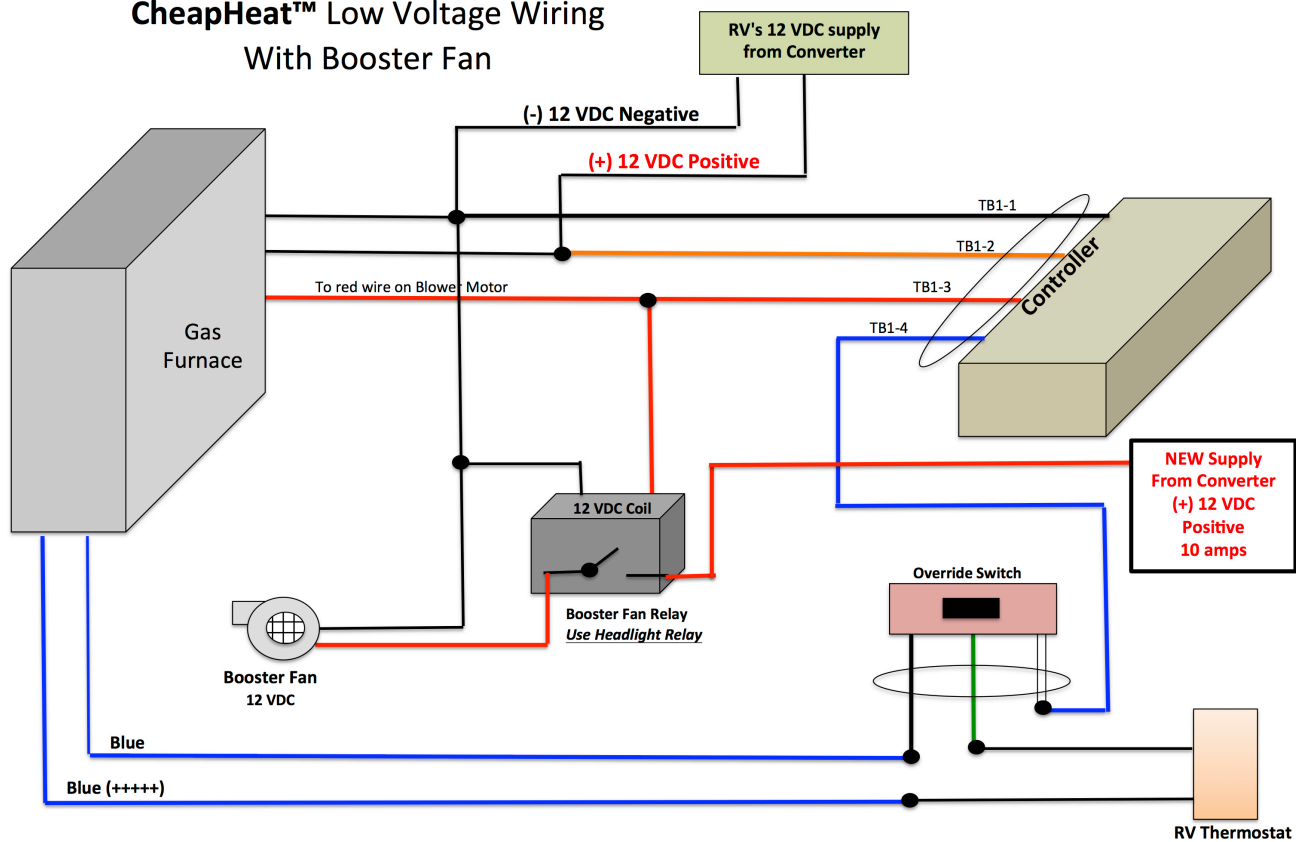 CheapHeat™ Low Voltage Wiring
With Booster Fan
RV's 12 VDC supply
from Converter
(-) 12 VDC Negative
(+) 12 VDC Positive
TB1-1
TB1-2
To red wire on Blower Motor
TB1-3
TB1-4
Controller
Gas
Furnace
NEW Supply
From Converter
(+) 12 VDC
Positive
10 amps
12 VDC Coil
Override Switch
Booster Fan Relay
Use Headlight Relay
Booster Fan
12 VDC
Blue
Blue (+++++)
RV Thermostat